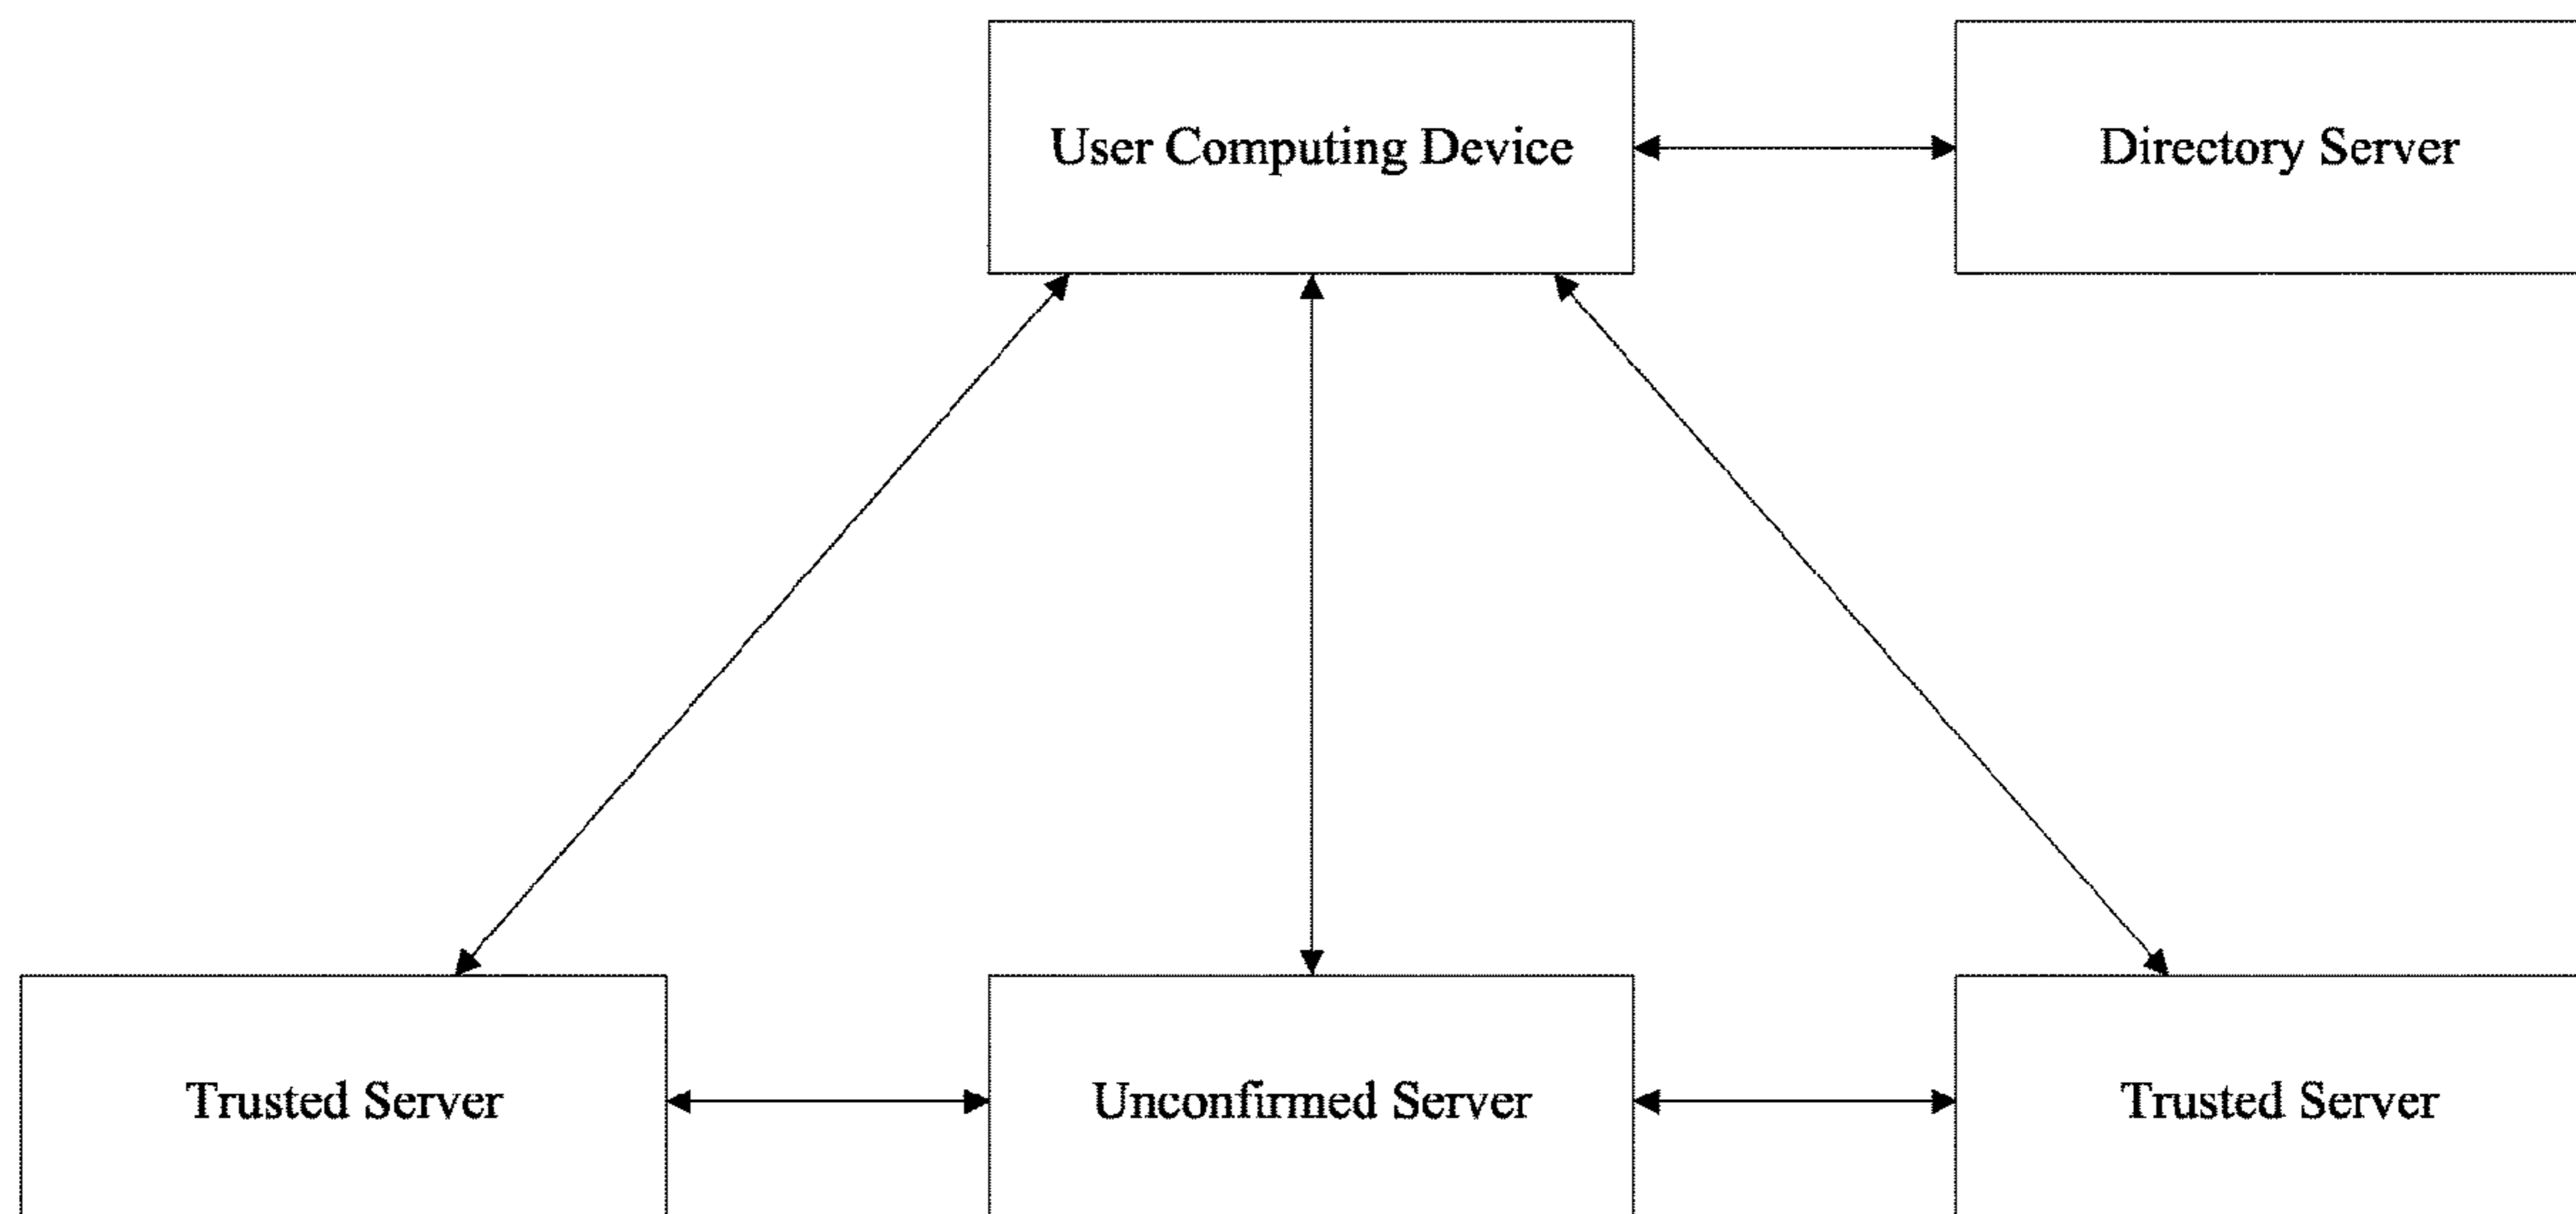 User Computing Device
Directory Server
Trusted Server
Unconfirmed Server
Trusted Server